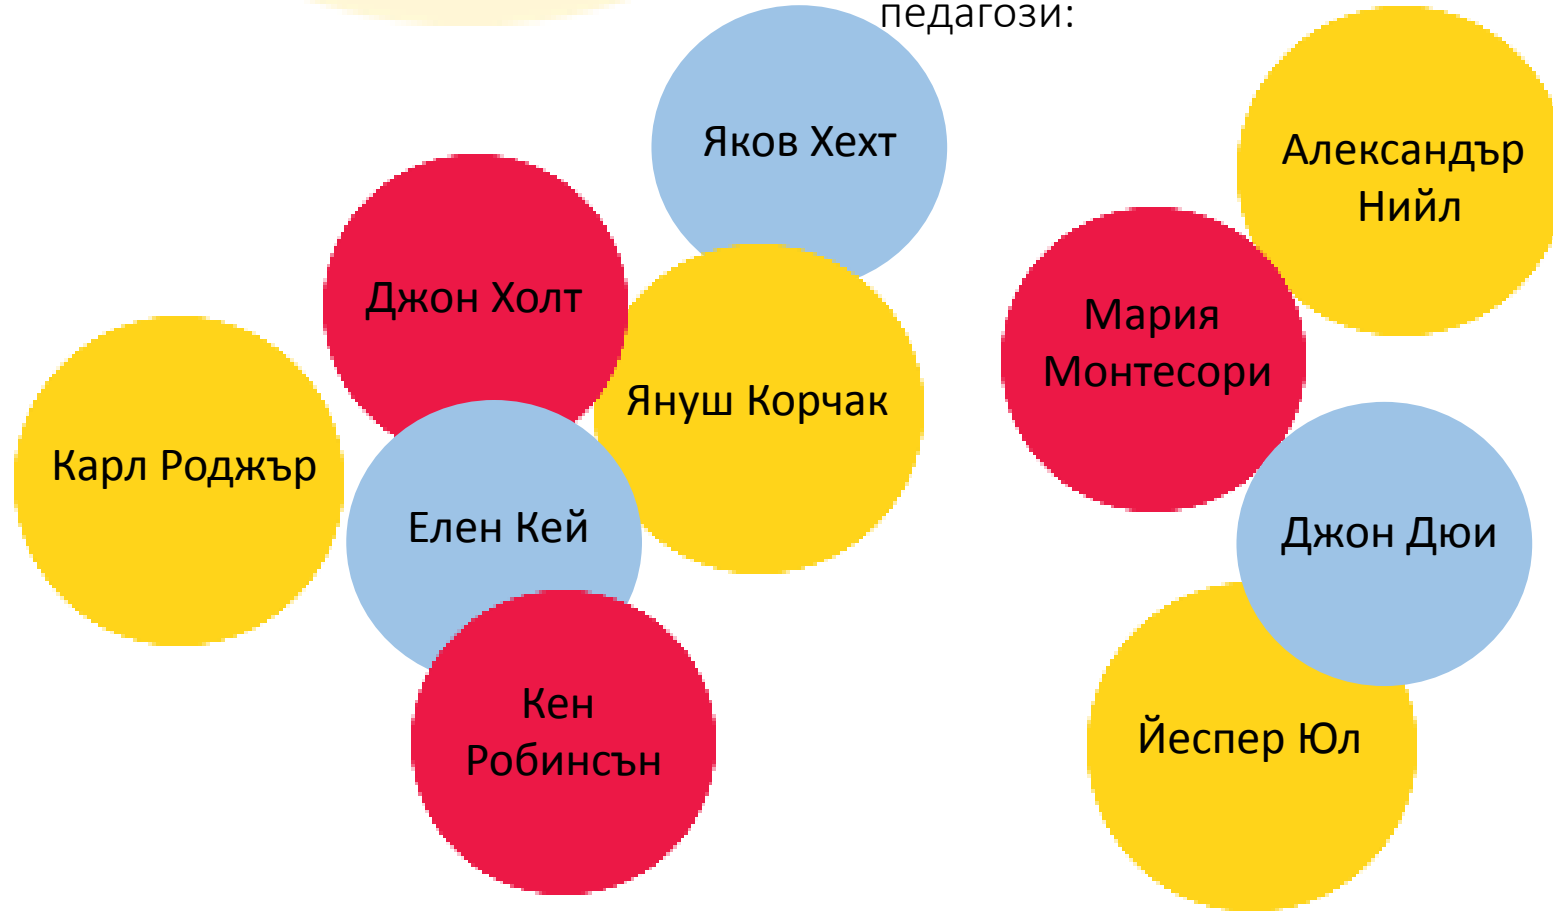 педагози:
Яков Хехт
Александър
Нийл
Джон Холт
Мария
Монтесори
Януш Корчак
Карл Роджър
Елен Кей
Джон Дюи
Кен
Робинсън
Йеспер Юл